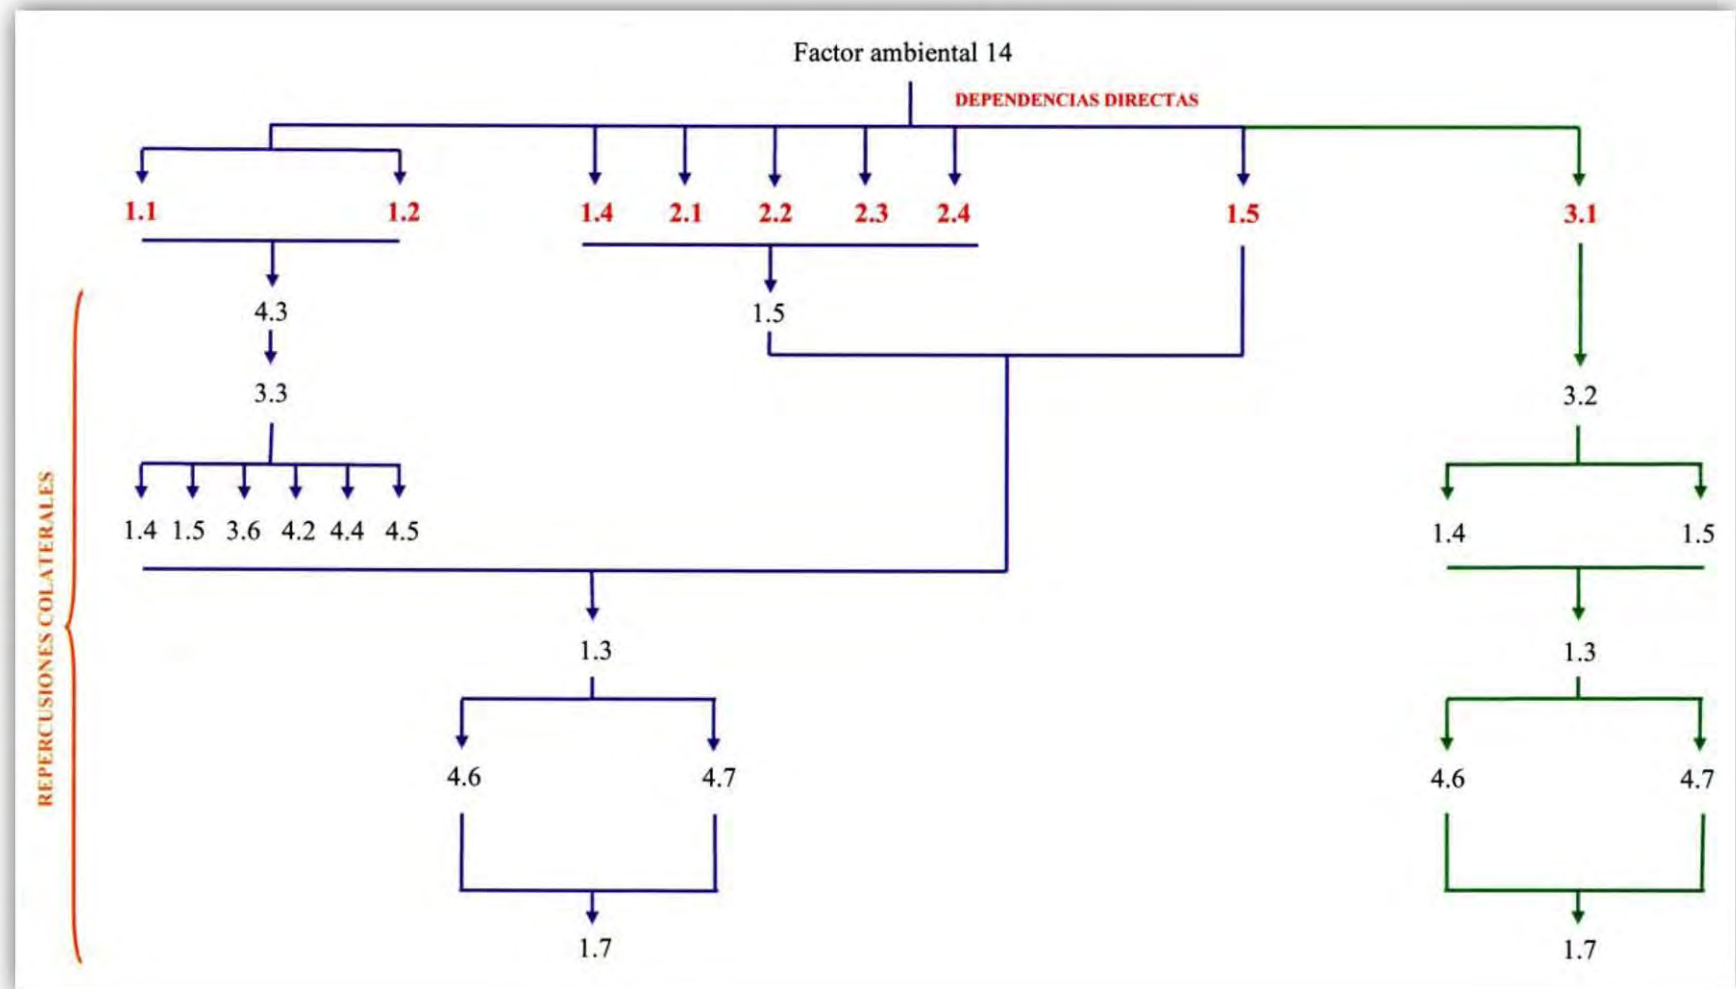 Factor ambiental 14
DEPENDENCIAS DIRECTAS
1.1 1.2 1.4 2.1 2.2 2.3 2.4 1.5 3.1
4.3 1.5
3.3 3.2
1.4 1.5 3.6 4.2 4.4 4.5 1.4 1.5
REPERCUSIONES COLATERALES
1.3 1.3
4.6 4.7 4.6 4.7
1.7 1.7